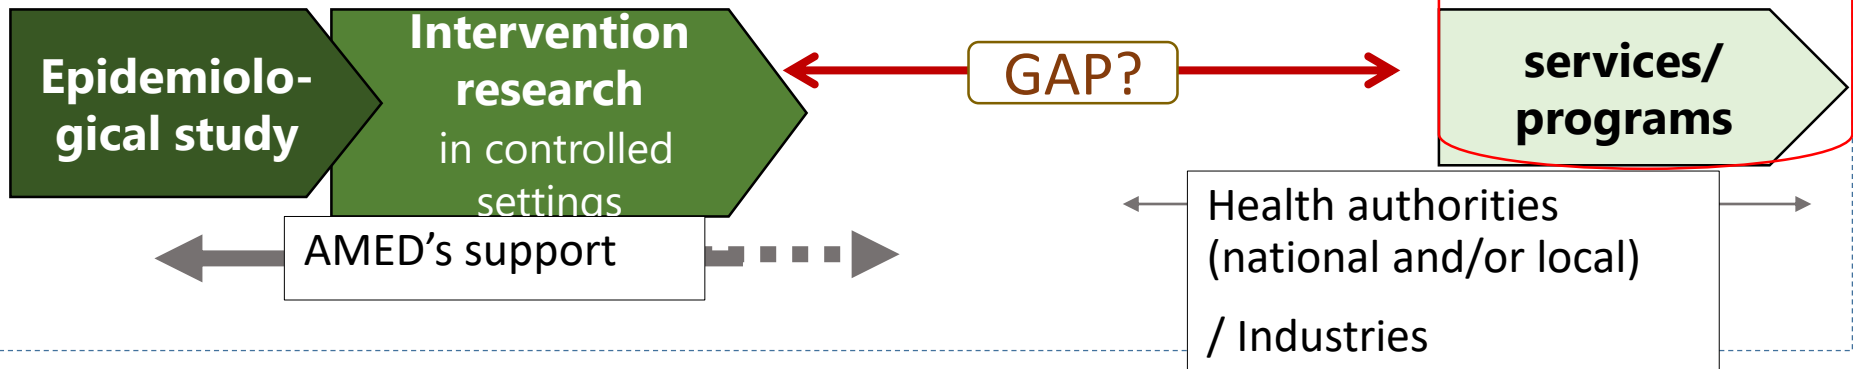 Epidemiolo-
gical study
Intervention
research
in controlled
settings
GAP?
services/
programs
AMED's support
Health authorities
(national and/or local)
/ Industries